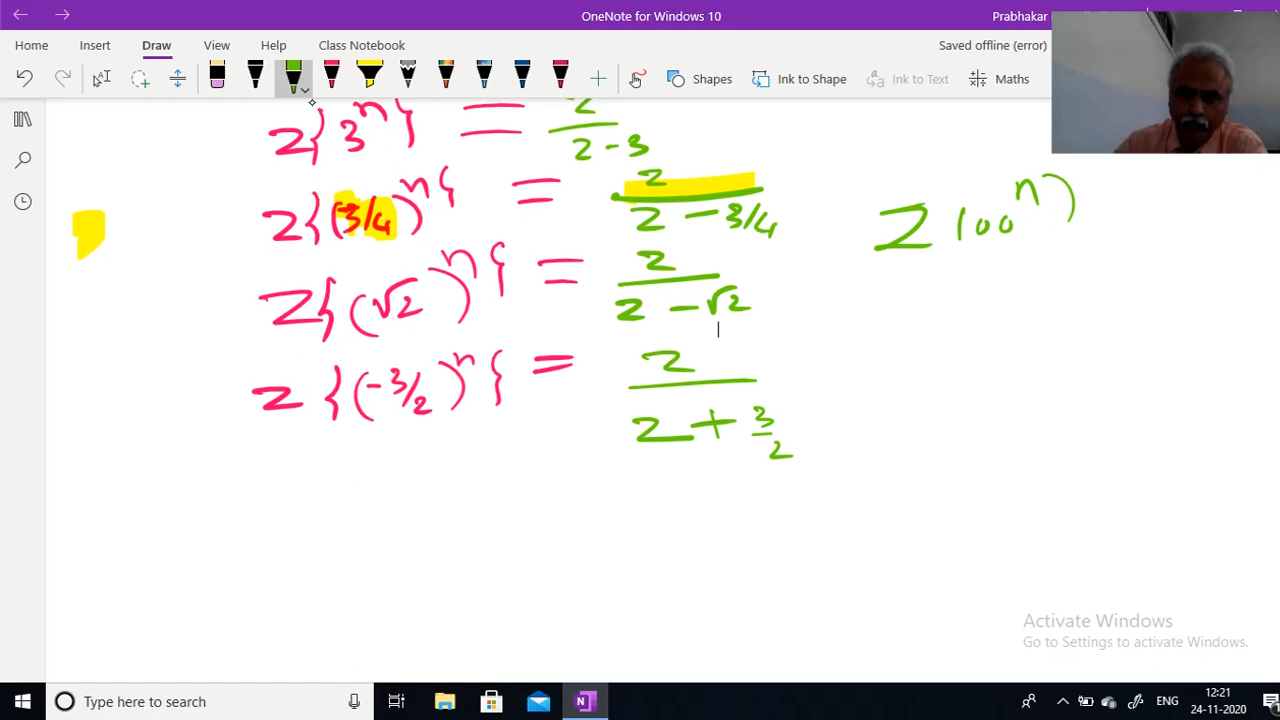 OneNote for Windows 10
Prabhakar
Home Insert Draw View Help Class Notebook
Saved offline (error)
Shapes Ink to Shape Ink to Text Maths
z{3^n} = z/(z - 3)
z{(3/4)^n} = z/(z - 3/4)
z 100^n)
z{(√2)^n} = z/(z - √2)
z{(-3/2)^n} = z/(z + 3/2)
Activate Windows
Go to Settings to activate Windows.
Type here to search
ENG
12:21
24-11-2020